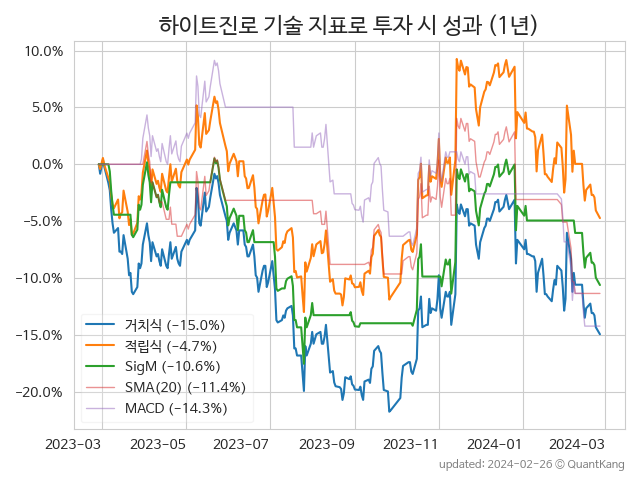 하이트진로 기술 지표로 투자 시 성과 (1년)
10.0%
5.0%
0.0%
−5.0%
−10.0%
−15.0%
−20.0%
거치식 (−15.0%)
적립식 (−4.7%)
SigM (−10.6%)
SMA(20) (−11.4%)
MACD (−14.3%)
2023−03 2023−05 2023−07 2023−09 2023−11 2024−01 2024−03
updated: 2024−02−26 ⓒ QuantKang